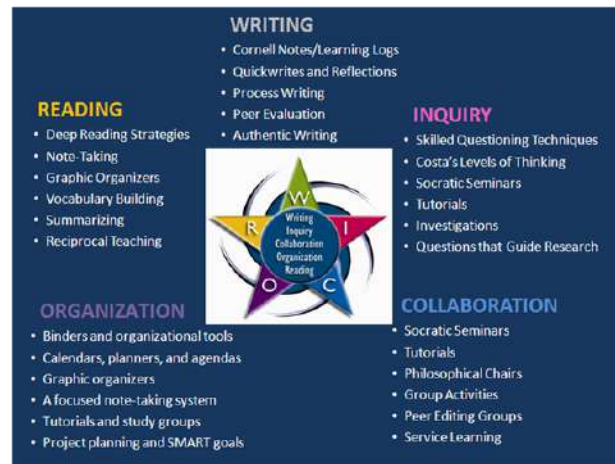 WRITING
• Cornell Notes/Learning Logs
• Quickwrites and Reflections
• Process Writing
• Peer Evaluation
• Authentic Writing
READING
• Deep Reading Strategies
• Note-Taking
• Graphic Organizers
• Vocabulary Building
• Summarizing
• Reciprocal Teaching
INQUIRY
• Skilled Questioning Techniques
• Costa's Levels of Thinking
• Socratic Seminars
• Tutorials
• Investigations
• Questions that Guide Research
W
R
I
O
C
Writing
Inquiry
Collaboration
Organization
Reading
ORGANIZATION
• Binders and organizational tools
• Calendars, planners, and agendas
• Graphic organizers
• A focused note-taking system
• Tutorials and study groups
• Project planning and SMART goals
COLLABORATION
• Socratic Seminars
• Tutorials
• Philosophical Chairs
• Group Activities
• Peer Editing Groups
• Service Learning